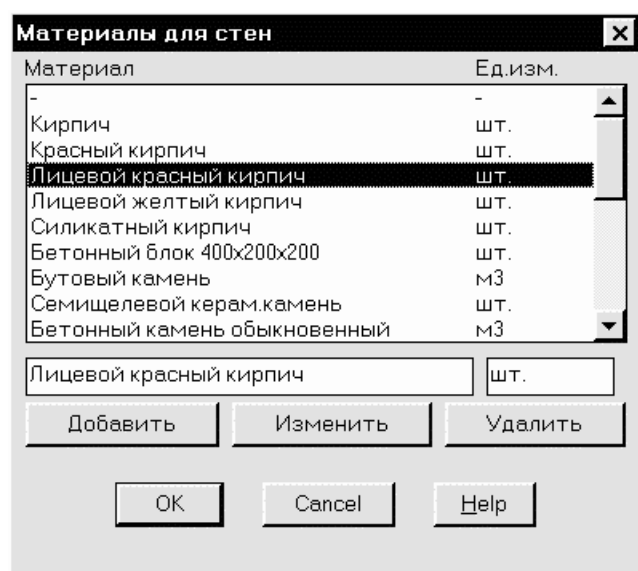 Материалы для стен
Материал Ед.изм.
- -
Кирпич шт.
Красный кирпич шт.
Лицевой красный кирпич шт.
Лицевой желтый кирпич шт.
Силикатный кирпич шт.
Бетонный блок 400x200x200 шт.
Бутовый камень м3
Семищелевой керам.камень шт.
Бетонный камень обыкновенный м3
Лицевой красный кирпич шт.
Добавить Изменить Удалить
OK Cancel Help